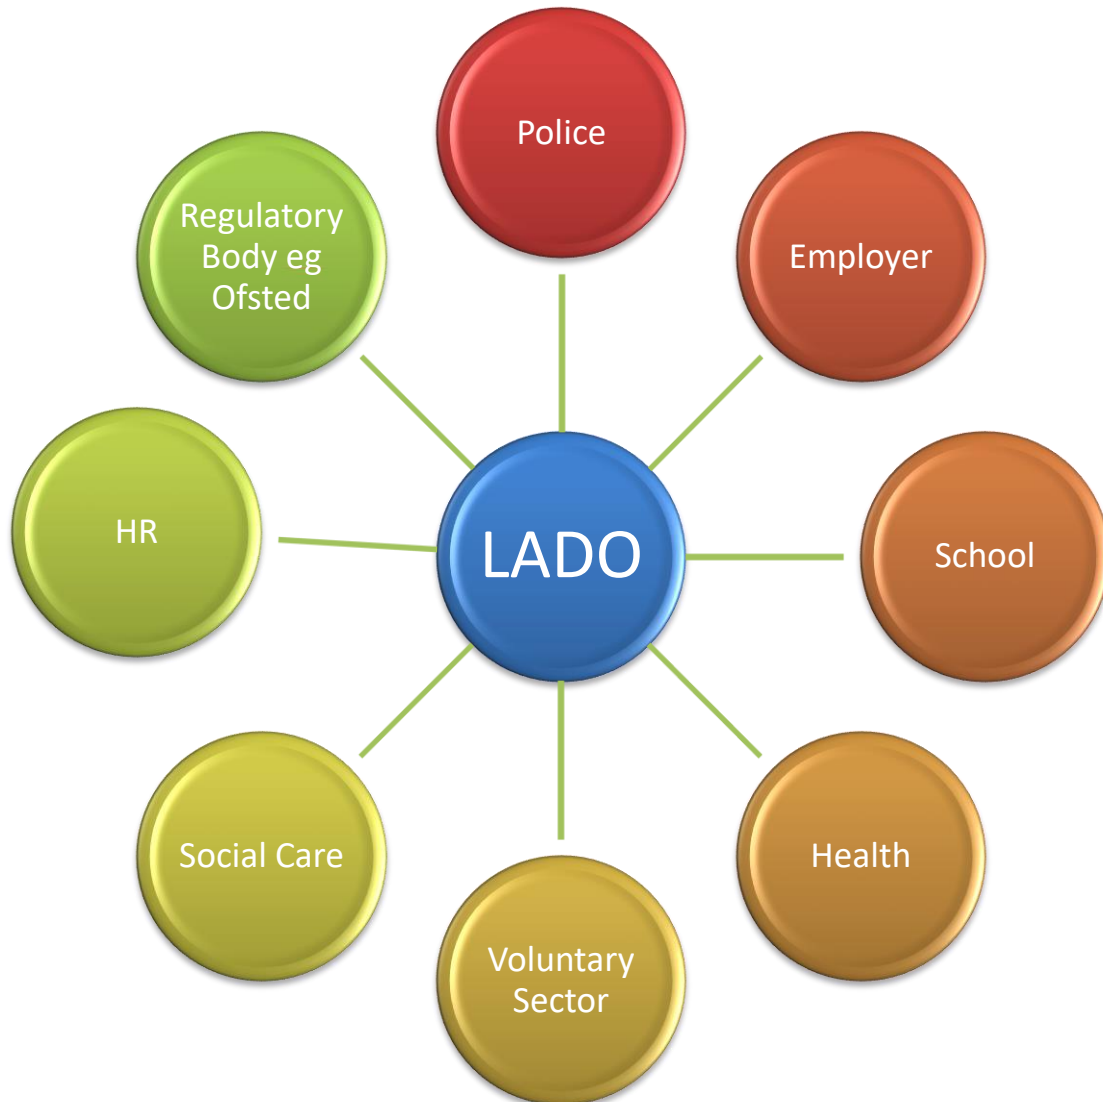 Police
Regulatory
Body eg
Ofsted
Employer
HR
LADO
School
Social Care
Health
Voluntary
Sector